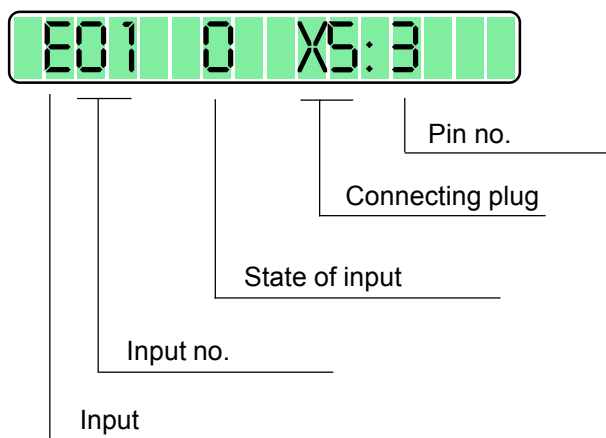 E01 0 X5:3
Pin no.
Connecting plug
State of input
Input no.
Input